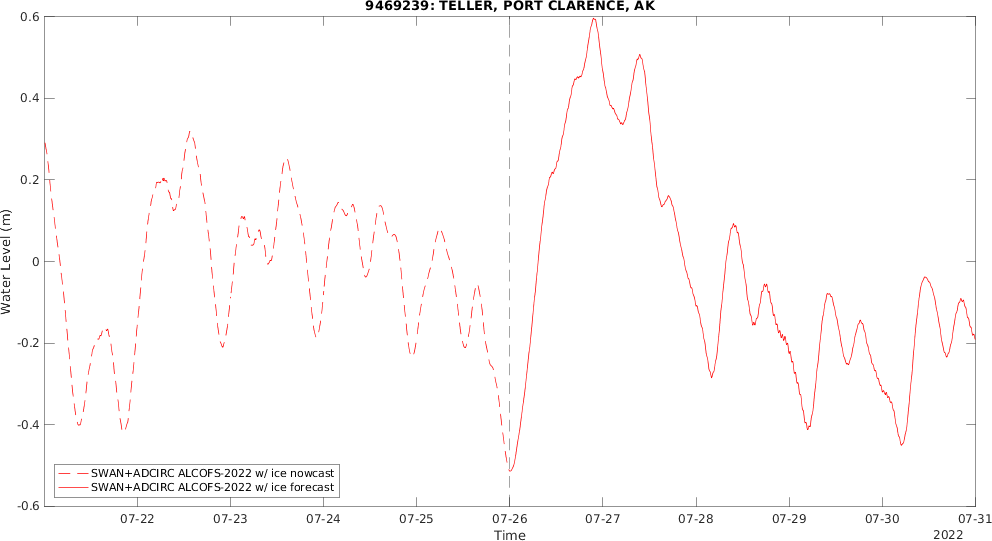 9469239: TELLER, PORT CLARENCE, AK
0.6
0.4
0.2
0
-0.2
-0.4
-0.6
Water Level (m)
SWAN+ADCIRC ALCOFS-2022 w/ ice nowcast
SWAN+ADCIRC ALCOFS-2022 w/ ice forecast
07-22 07-23 07-24 07-25 07-26 07-27 07-28 07-29 07-30 07-31
Time
2022